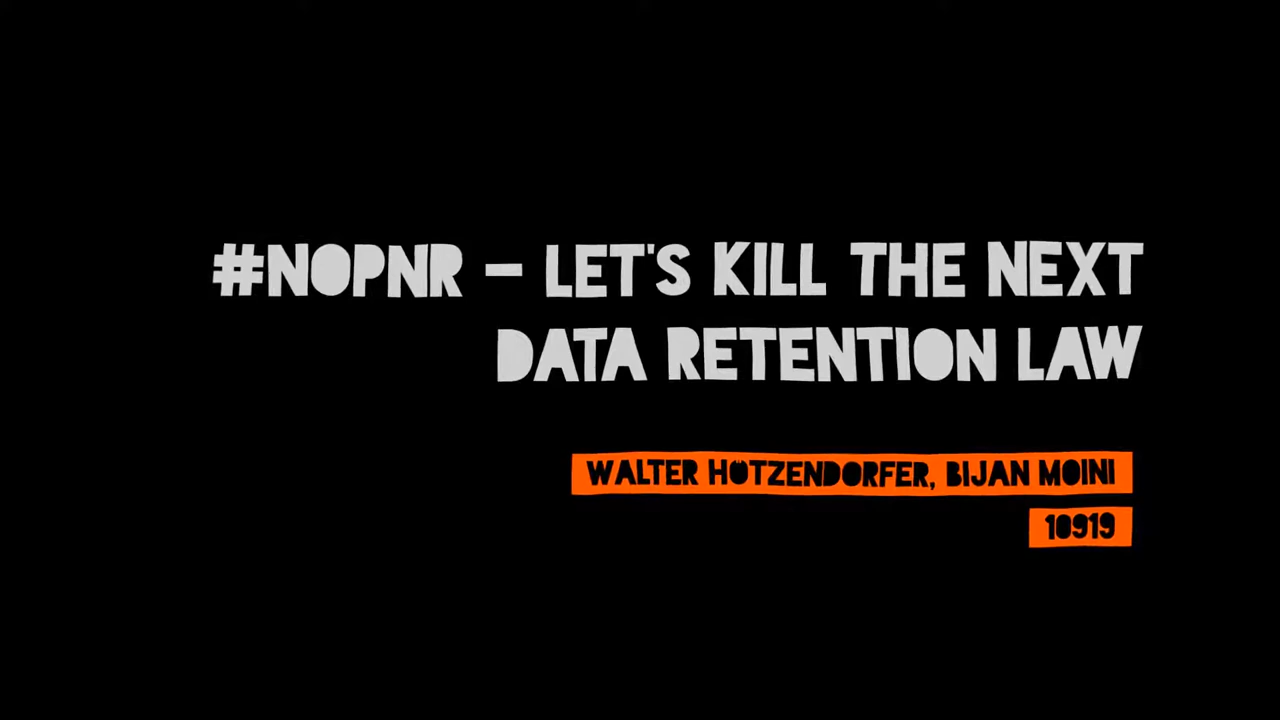 #NOPNR – LET'S KILL THE NEXT
DATA RETENTION LAW
WALTER HÖTZENDORFER, BIJAN MOINI
10919